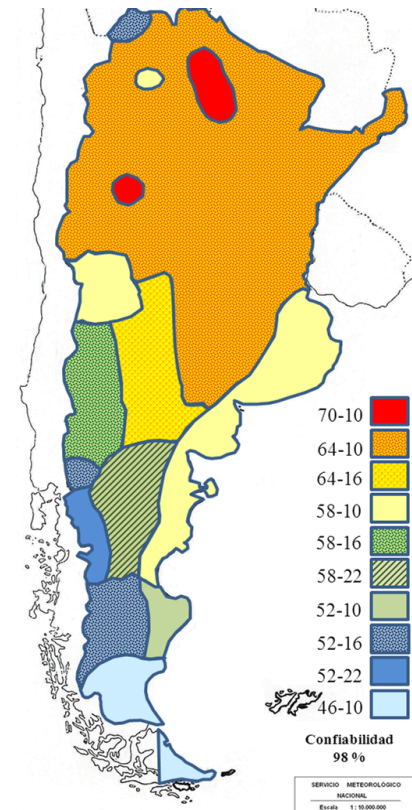 70-10
64-10
64-16
58-10
58-16
58-22
52-10
52-16
52-22
46-10
Confiabilidad
98 %
SERVICIO METEOROLÓGICO
NACIONAL
Escala 1: 10.000.000